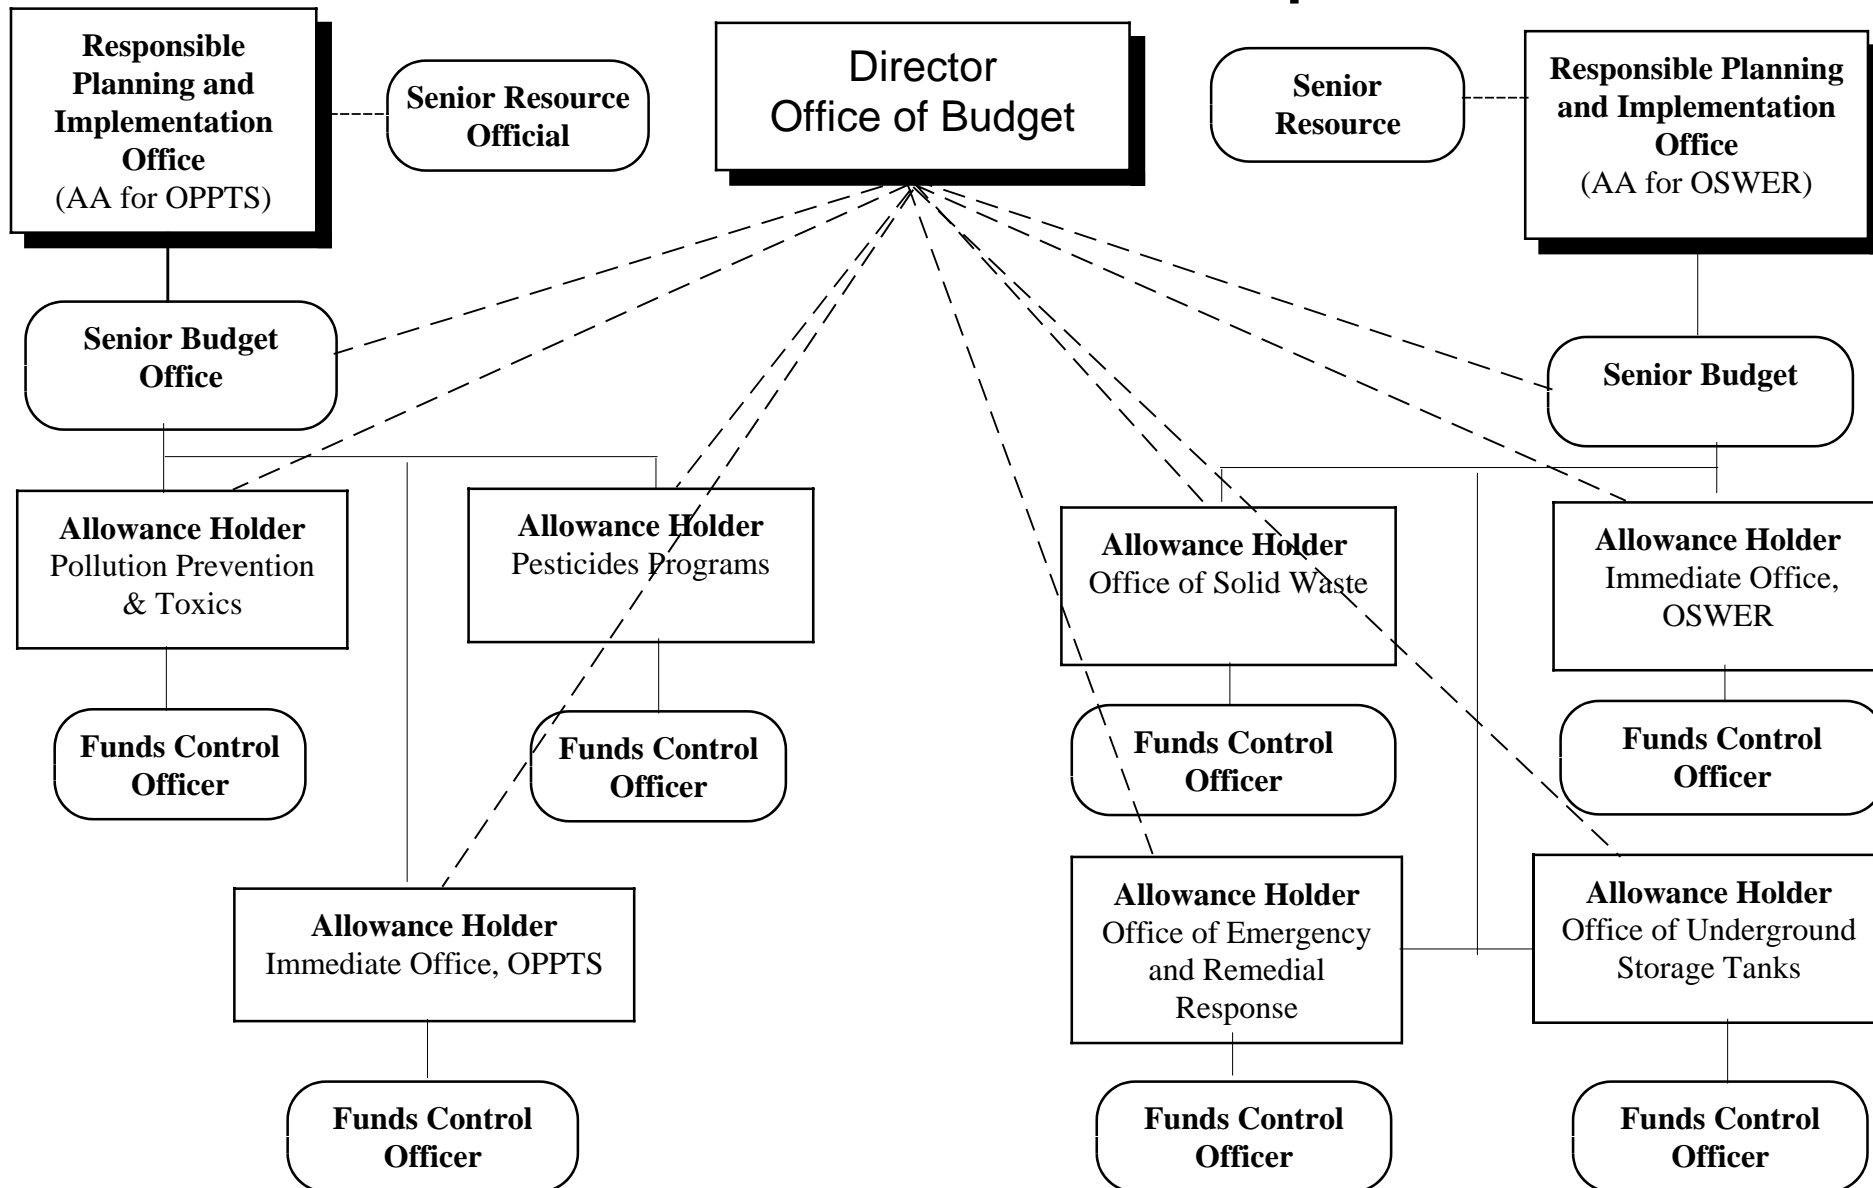 Responsible
Planning and
Implementation
Office
(AA for OPPTS)
Senior Resource
Official
Director
Office of Budget
Senior
Resource
Responsible Planning
and Implementation
Office
(AA for OSWER)
Senior Budget
Office
Senior Budget
Allowance Holder
Pollution Prevention
& Toxics
Allowance Holder
Pesticides Programs
Allowance Holder
Office of Solid Waste
Allowance Holder
Immediate Office,
OSWER
Funds Control
Officer
Funds Control
Officer
Funds Control
Officer
Funds Control
Officer
Allowance Holder
Immediate Office, OPPTS
Allowance Holder
Office of Emergency
and Remedial
Response
Allowance Holder
Office of Underground
Storage Tanks
Funds Control
Officer
Funds Control
Officer
Funds Control
Officer